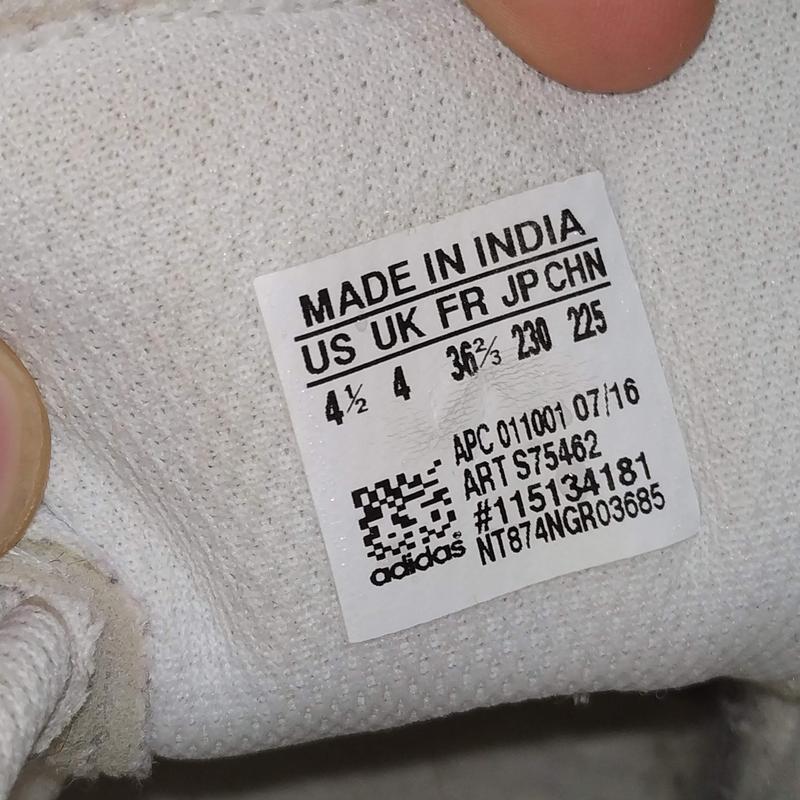 MADE IN INDIA
US UK FR JP CHN
4½ 4 36⅔ 230 225
APC 011001 07/16
ART S75462
#115134181
NT874NGR03685
adidas®